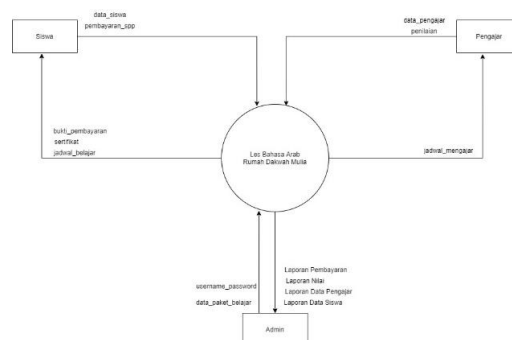 data_siswa
pembayaran_spp
Siswa
data_pengajar
penilaian
Pengajar
bukti_pembayaran
sertifikat
jadwal_belajar
Les Bahasa Arab
Rumah Dakwah Mulia
jadwal_mengajar
username_password
data_paket_belajar
Laporan Pembayaran
Laporan Nilai
Laporan Data Pengajar
Laporan Data Siswa
Admin